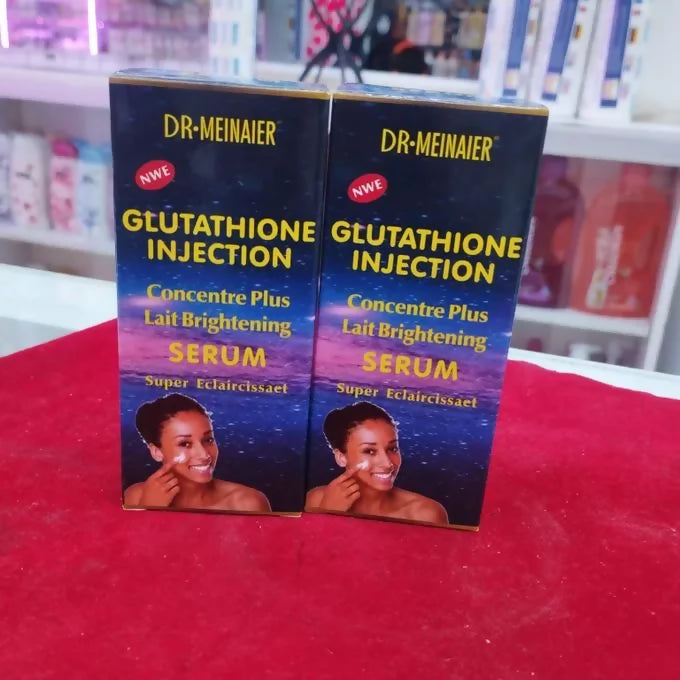 DR·MEINAIER
NWE
GLUTATHIONE
INJECTION
Concentre Plus
Lait Brightening
SERUM
Super Eclaircissaet
DR·MEINAIER®
NWE
GLUTATHIONE
INJECTION
Concentre Plus
Lait Brightening
SERUM
Super Eclaircissaet